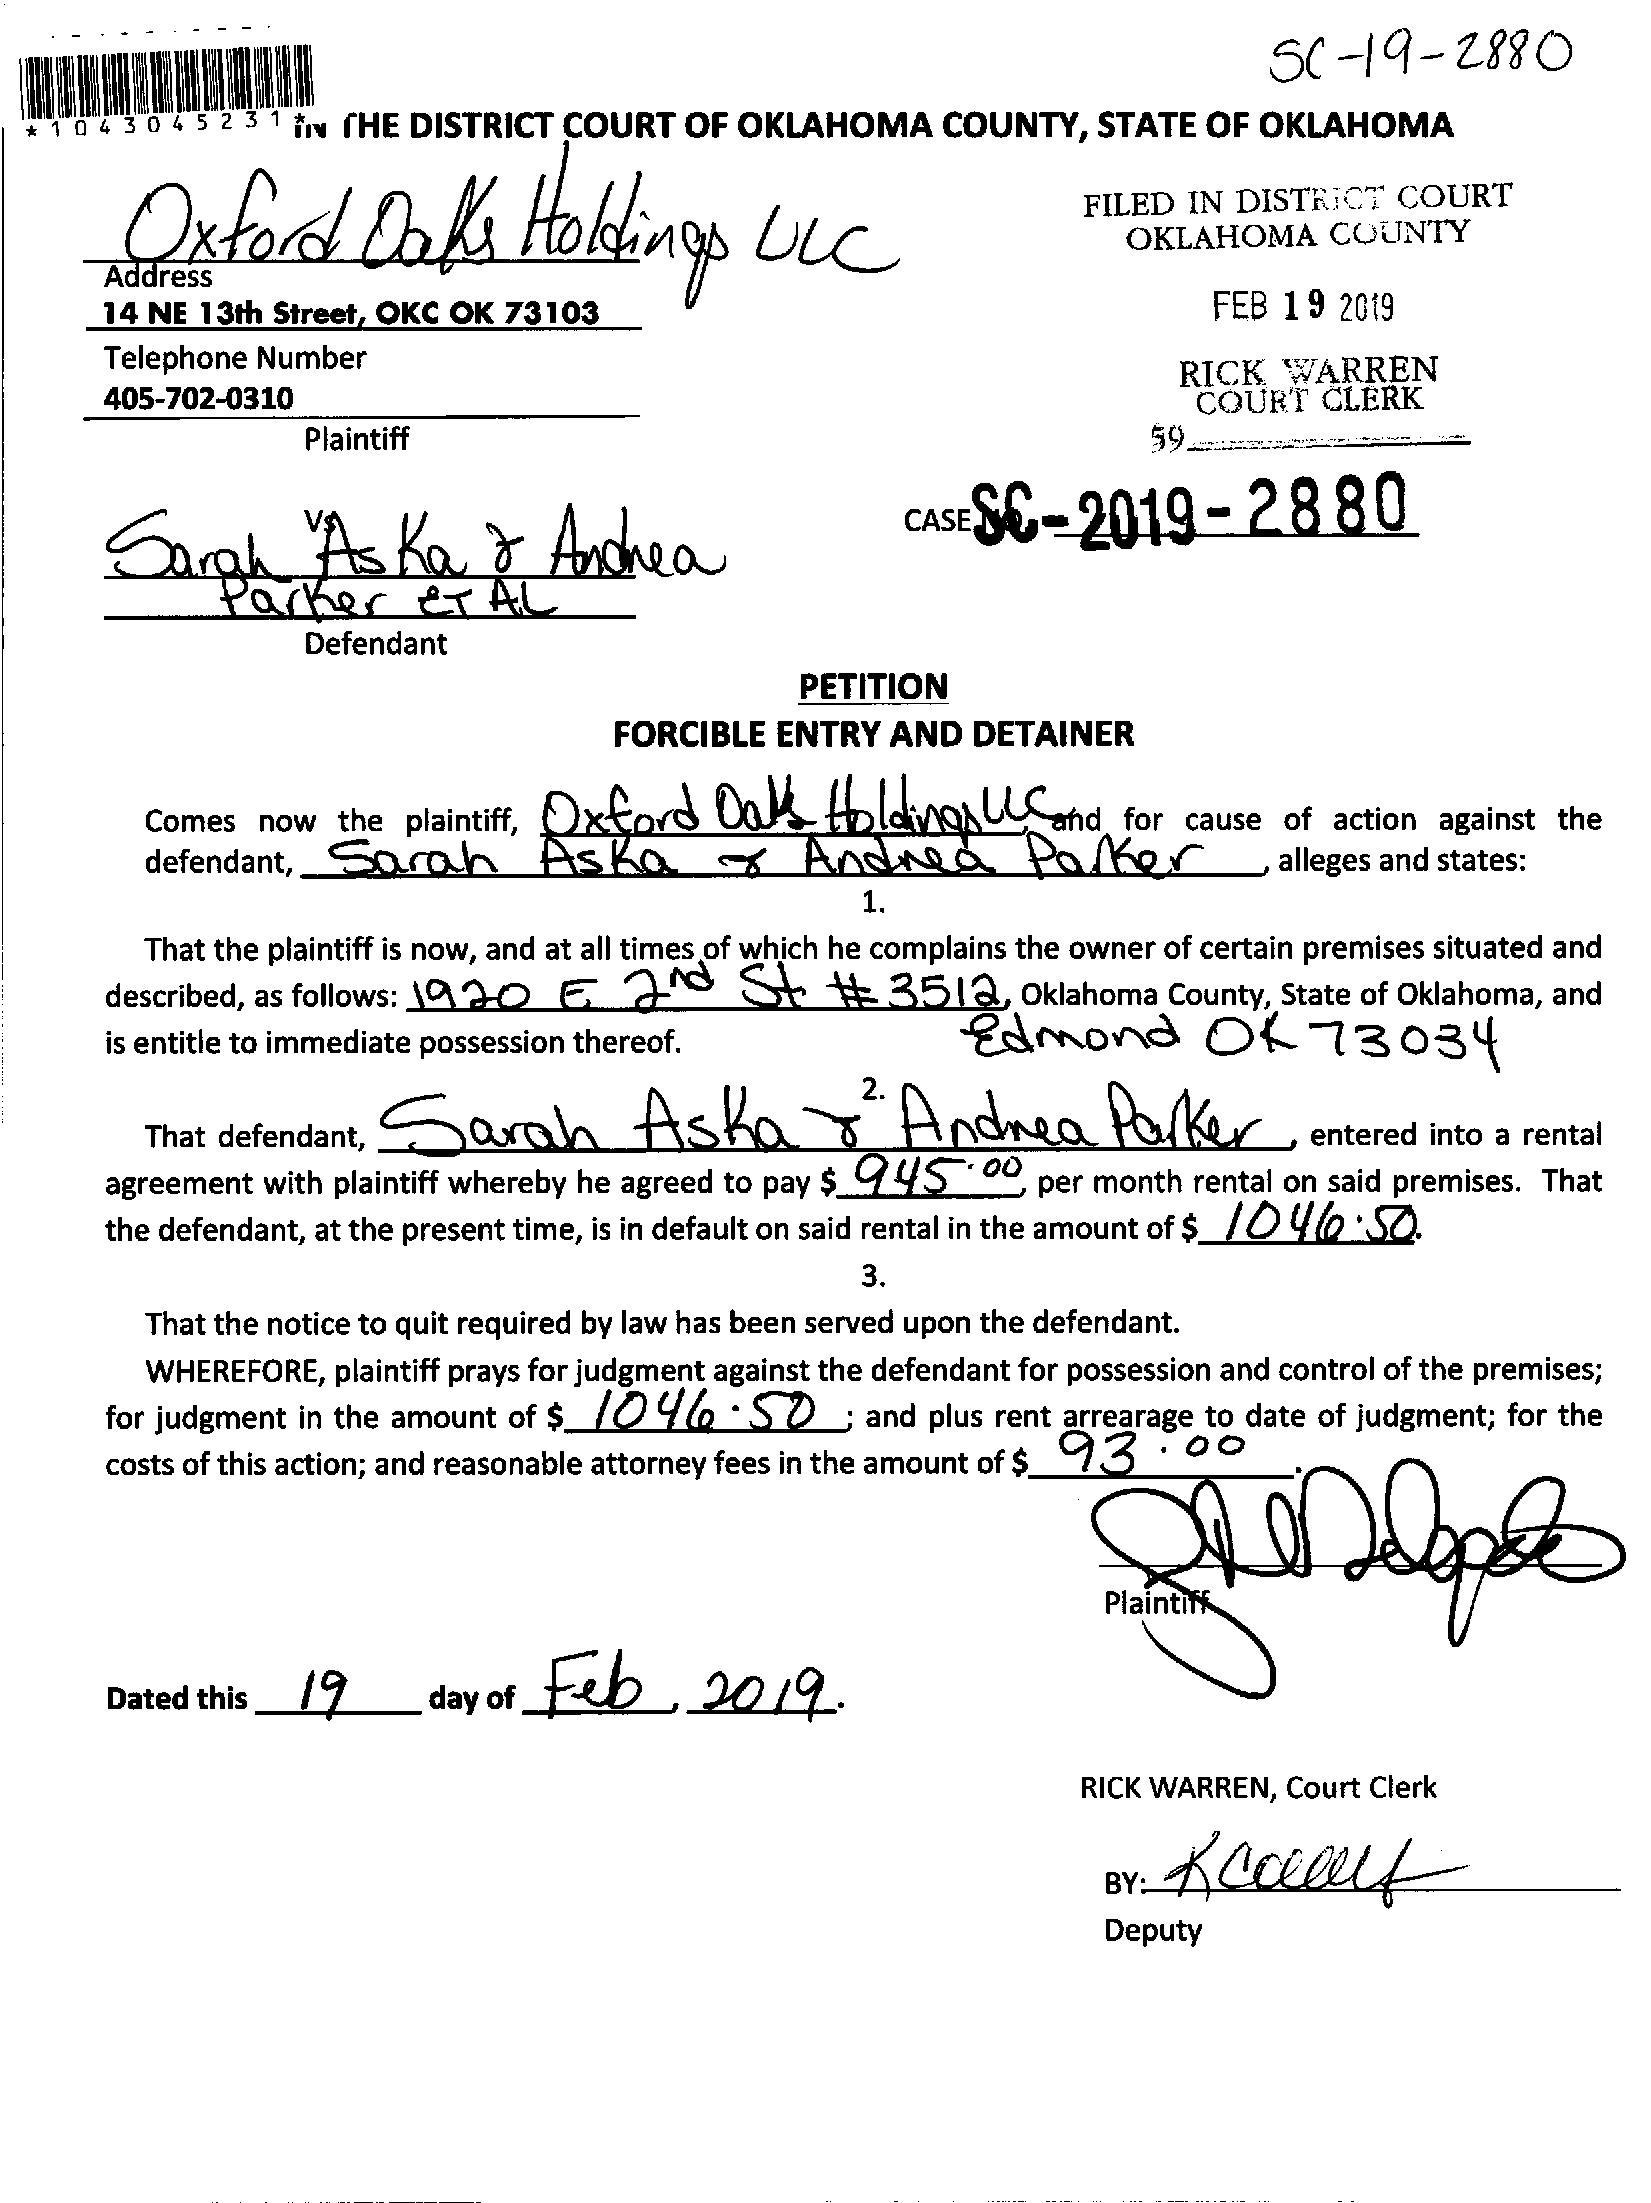 SC-19-2880
*1043045231*
IN THE DISTRICT COURT OF OKLAHOMA COUNTY, STATE OF OKLAHOMA
Oxford Oaks Holdings LLC
Address
14 NE 13th Street, OKC OK 73103
Telephone Number
405-702-0310
Plaintiff
FILED IN DISTRICT COURT
OKLAHOMA COUNTY
FEB 19 2019
RICK WARREN
COURT CLERK
59
CASE SC-2019-2880
Vs
Sarah Aska & Andrea
Parker ET AL
Defendant
PETITION
FORCIBLE ENTRY AND DETAINER
Comes now the plaintiff, Oxford Oaks Holdings LLC, and for cause of action against the
defendant, Sarah Aska & Andrea Parker, alleges and states:
1.
That the plaintiff is now, and at all times of which he complains the owner of certain premises situated and
described, as follows: 1920 E 2nd St # 3512, Oklahoma County, State of Oklahoma, and
is entitle to immediate possession thereof. Edmond OK 73034
2.
That defendant, Sarah Aska & Andrea Parker, entered into a rental
agreement with plaintiff whereby he agreed to pay $ 945.00, per month rental on said premises. That
the defendant, at the present time, is in default on said rental in the amount of $ 1046.50.
3.
That the notice to quit required by law has been served upon the defendant.
WHEREFORE, plaintiff prays for judgment against the defendant for possession and control of the premises;
for judgment in the amount of $ 1046.50; and plus rent arrearage to date of judgment; for the
costs of this action; and reasonable attorney fees in the amount of $ 93.00.
Plaintiff
Dated this 19 day of Feb, 2019.
RICK WARREN, Court Clerk
BY:
Deputy